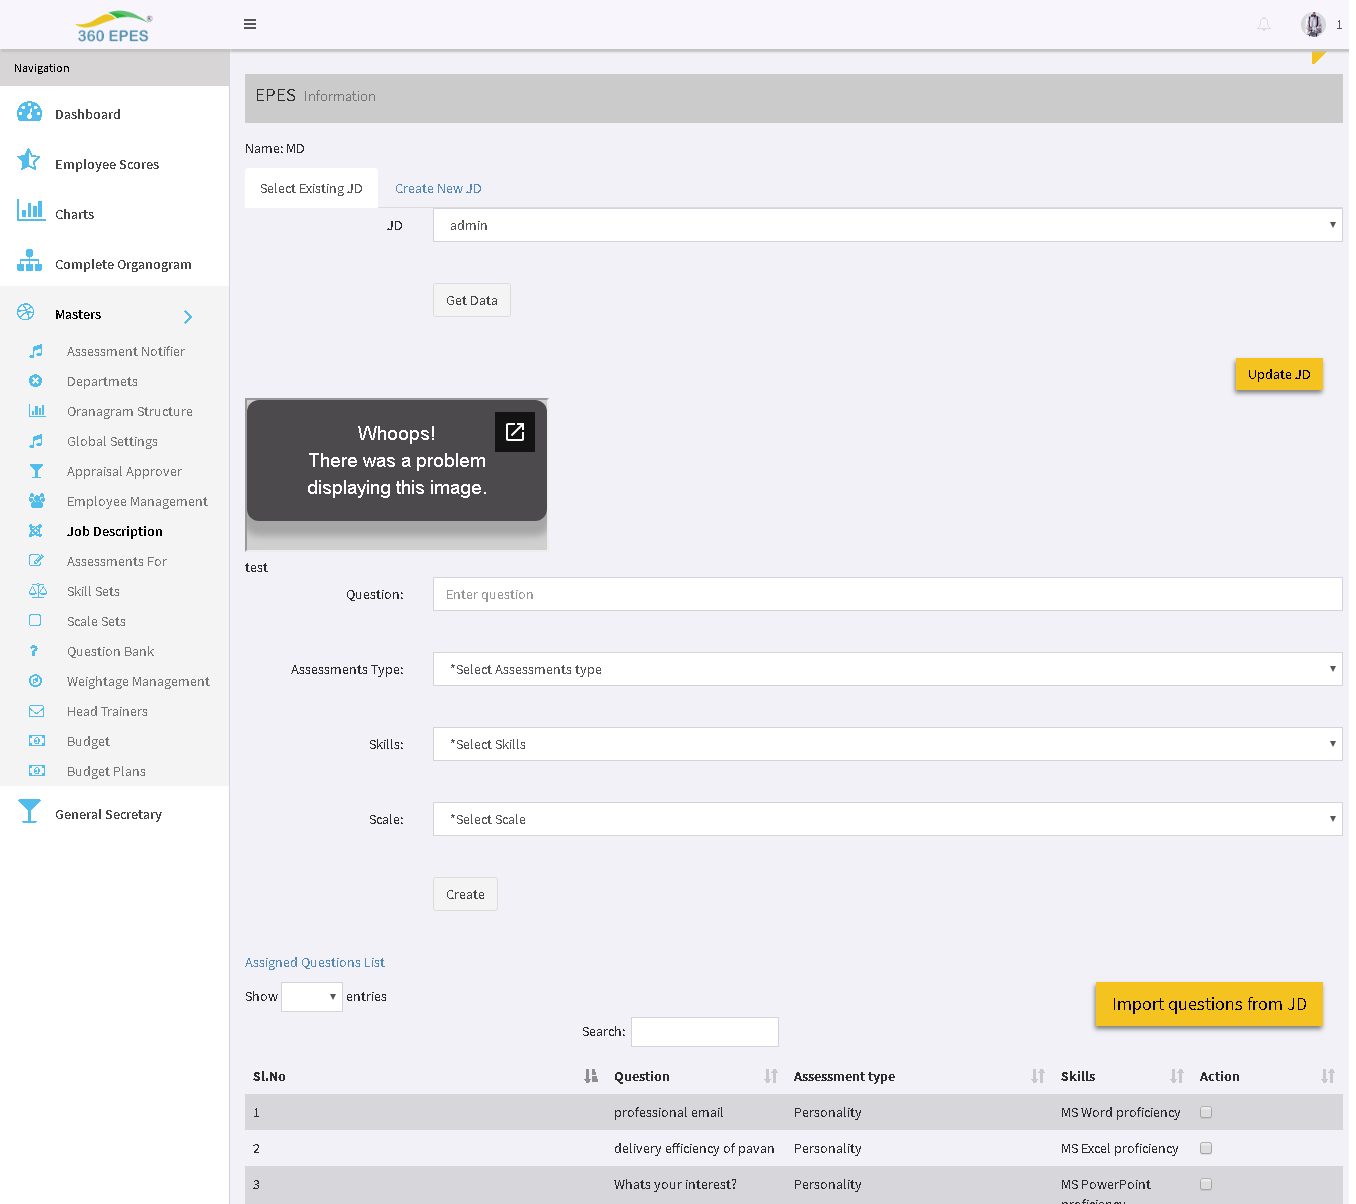 360 EPES ®
1
Navigation
EPES Information
Dashboard
Name: MD
Employee Scores
Select Existing JD
Create New JD
Charts
JD
admin
Complete Organogram
Get Data
Masters
Assessment Notifier
Update JD
Departmets
Oranagram Structure
Global Settings
Appraisal Approver
Employee Management
Job Description
Assessments For
Skill Sets
Scale Sets
Question Bank
Weightage Management
Head Trainers
Budget
Budget Plans
General Secretary
Whoops!
There was a problem
displaying this image.
test
Question:
Enter question
Assessments Type:
*Select Assessments type
Skills:
*Select Skills
Scale:
*Select Scale
Create
Assigned Questions List
Show entries
Import questions from JD
Search:
Sl.No Question Assessment type Skills Action
1 professional email Personality MS Word proficiency
2 delivery efficiency of pavan Personality MS Excel proficiency
3 Whats your interest? Personality MS PowerPoint
proficiency